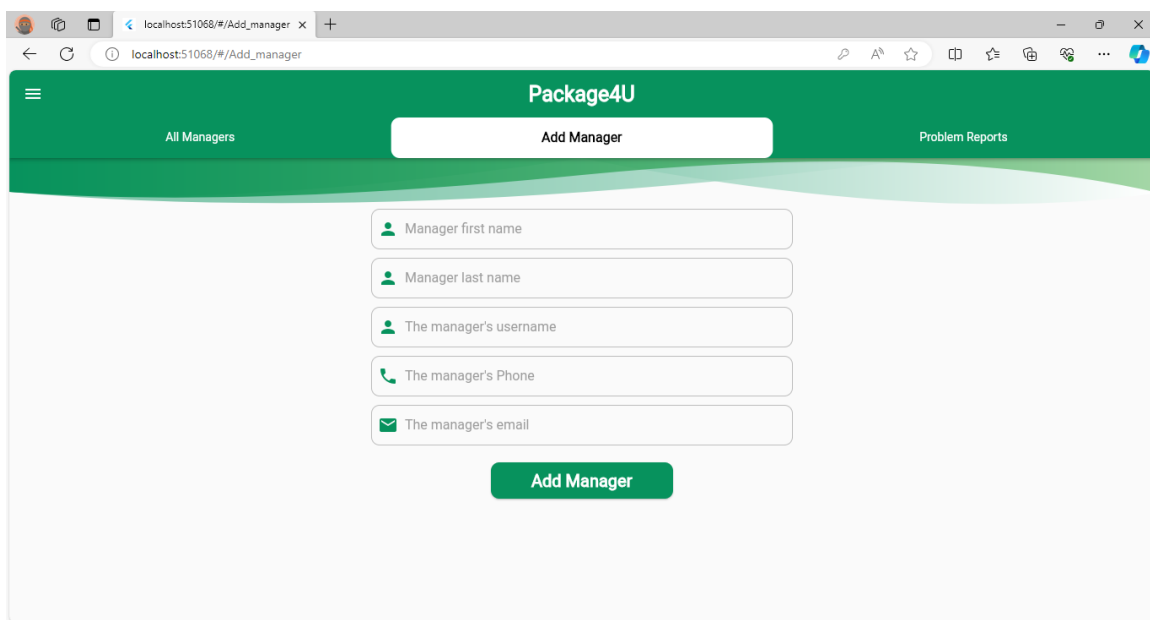 localhost:51068/#/Add_manager
localhost:51068/#/Add_manager
Package4U
All Managers
Add Manager
Problem Reports
Manager first name
Manager last name
The manager's username
The manager's Phone
The manager's email
Add Manager